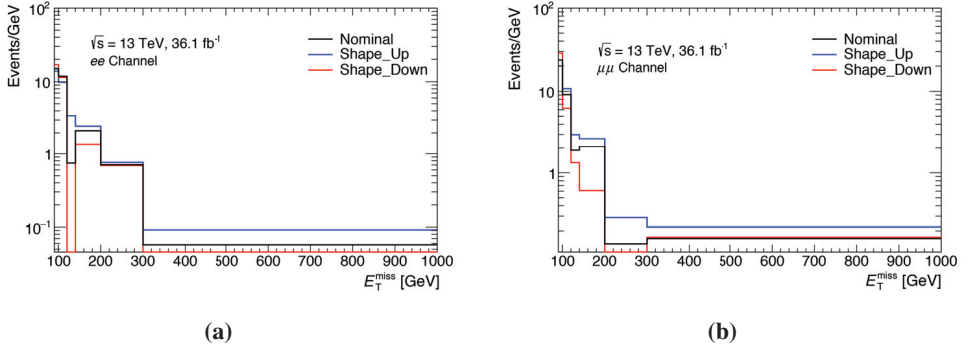 Events/GeV
10²
10
1
10⁻¹
√s = 13 TeV, 36.1 fb⁻¹
ee Channel
Nominal
Shape_Up
Shape_Down
100 200 300 400 500 600 700 800 900 1000
E_T^miss [GeV]
(a)
Events/GeV
10²
10
1
√s = 13 TeV, 36.1 fb⁻¹
μμ Channel
Nominal
Shape_Up
Shape_Down
100 200 300 400 500 600 700 800 900 1000
E_T^miss [GeV]
(b)